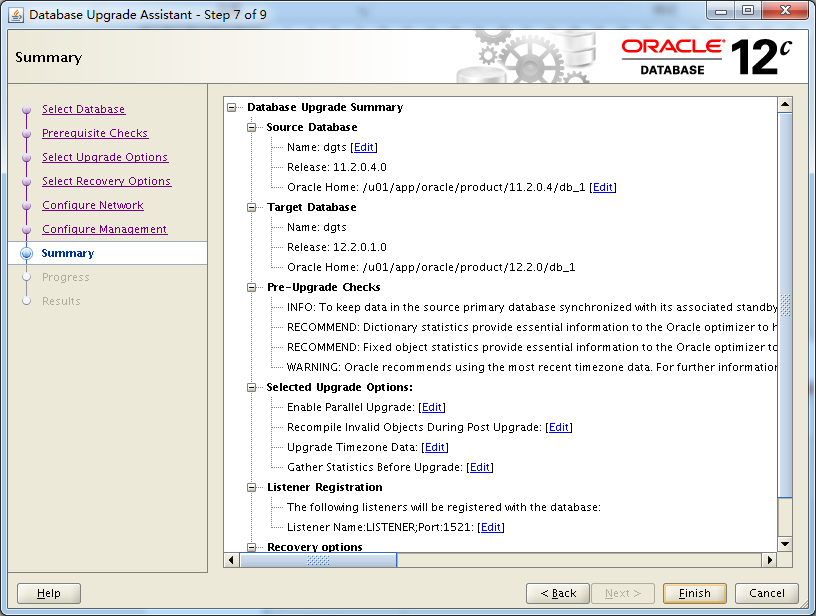 Database Upgrade Assistant - Step 7 of 9
Summary
ORACLE
DATABASE
12c
Select Database
Prerequisite Checks
Select Upgrade Options
Select Recovery Options
Configure Network
Configure Management
Summary
Progress
Results
Database Upgrade Summary
Source Database
Name: dgts [Edit]
Release: 11.2.0.4.0
Oracle Home: /u01/app/oracle/product/11.2.0.4/db_1 [Edit]
Target Database
Name: dgts
Release: 12.2.0.1.0
Oracle Home: /u01/app/oracle/product/12.2.0/db_1
Pre-Upgrade Checks
INFO: To keep data in the source primary database synchronized with its associated standby
RECOMMEND: Dictionary statistics provide essential information to the Oracle optimizer to
RECOMMEND: Fixed object statistics provide essential information to the Oracle optimizer to
WARNING: Oracle recommends using the most recent timezone data. For further information
Selected Upgrade Options:
Enable Parallel Upgrade: [Edit]
Recompile Invalid Objects During Post Upgrade: [Edit]
Upgrade Timezone Data: [Edit]
Gather Statistics Before Upgrade: [Edit]
Listener Registration
The following listeners will be registered with the database:
Listener Name:LISTENER;Port:1521: [Edit]
Recovery options
Help
< Back
Next >
Finish
Cancel